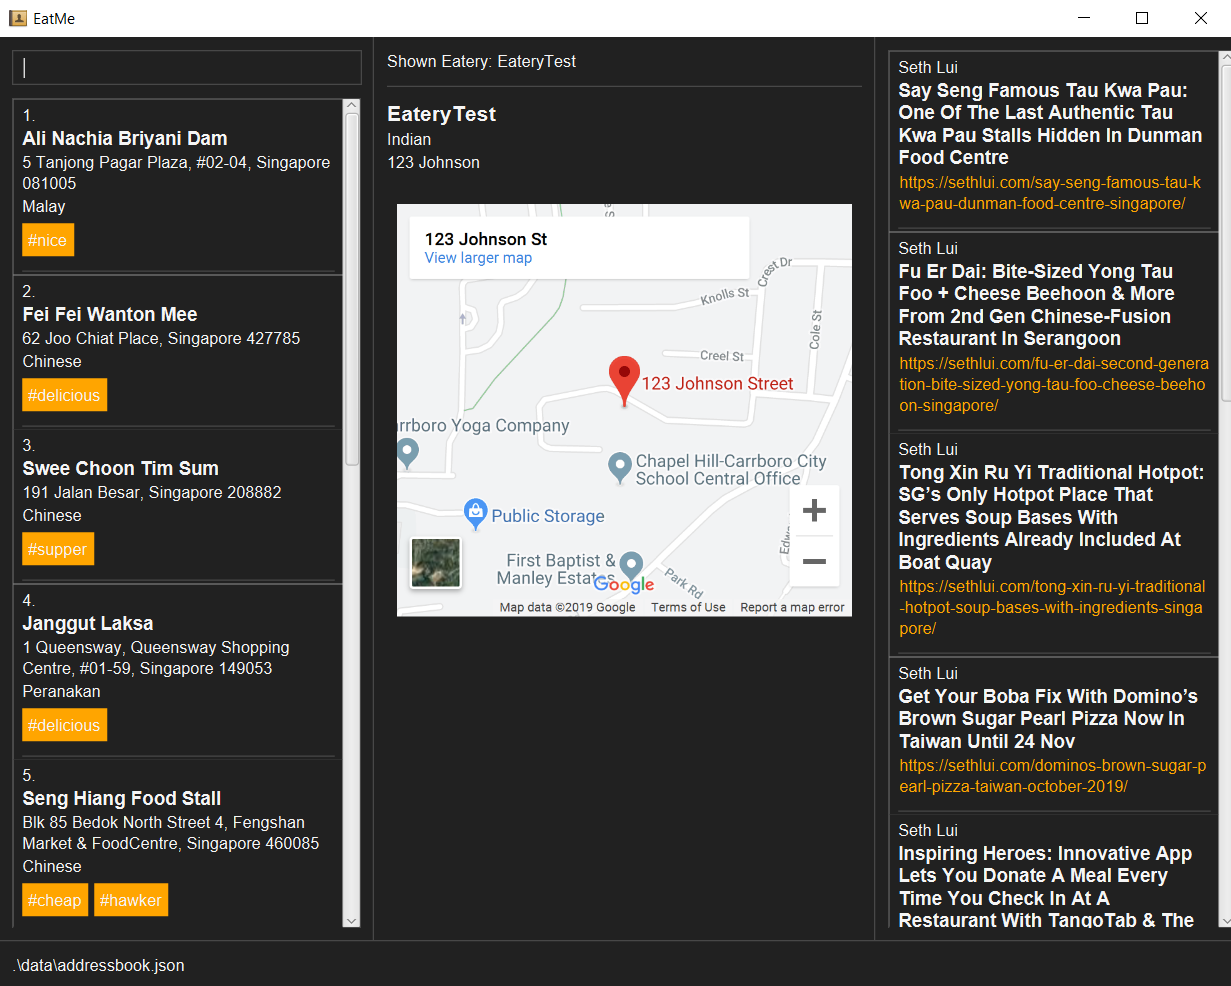 EatMe
1.
Ali Nachia Briyani Dam
5 Tanjong Pagar Plaza, #02-04, Singapore
081005
Malay
#nice
2.
Fei Fei Wanton Mee
62 Joo Chiat Place, Singapore 427785
Chinese
#delicious
3.
Swee Choon Tim Sum
191 Jalan Besar, Singapore 208882
Chinese
#supper
4.
Janggut Laksa
1 Queensway, Queensway Shopping
Centre, #01-59, Singapore 149053
Peranakan
#delicious
5.
Seng Hiang Food Stall
Blk 85 Bedok North Street 4, Fengshan
Market & FoodCentre, Singapore 460085
Chinese
#cheap #hawker
Shown Eatery: EateryTest
EateryTest
Indian
123 Johnson
123 Johnson St
View larger map
Crest Dr
Knolls St
Cole St
Creel St
123 Johnson Street
rrboro Yoga Company
Chapel Hill-Carrboro City
School Central Office
Public Storage
Edw
First Baptist &
Manley Estates
Park Rd
Google
Map data ©2019 Google Terms of Use Report a map error
Seth Lui
Say Seng Famous Tau Kwa Pau:
One Of The Last Authentic Tau
Kwa Pau Stalls Hidden In Dunman
Food Centre
https://sethlui.com/say-seng-famous-tau-k
wa-pau-dunman-food-centre-singapore/
Seth Lui
Fu Er Dai: Bite-Sized Yong Tau
Foo + Cheese Beehoon & More
From 2nd Gen Chinese-Fusion
Restaurant In Serangoon
https://sethlui.com/fu-er-dai-second-genera
tion-bite-sized-yong-tau-foo-cheese-beeho
on-singapore/
Seth Lui
Tong Xin Ru Yi Traditional Hotpot:
SG’s Only Hotpot Place That
Serves Soup Bases With
Ingredients Already Included At
Boat Quay
https://sethlui.com/tong-xin-ru-yi-traditional
-hotpot-soup-bases-with-ingredients-singa
pore/
Seth Lui
Get Your Boba Fix With Domino’s
Brown Sugar Pearl Pizza Now In
Taiwan Until 24 Nov
https://sethlui.com/dominos-brown-sugar-p
earl-pizza-taiwan-october-2019/
Seth Lui
Inspiring Heroes: Innovative App
Lets You Donate A Meal Every
Time You Check In At A
Restaurant With TangoTab & The
.\data\addressbook.json